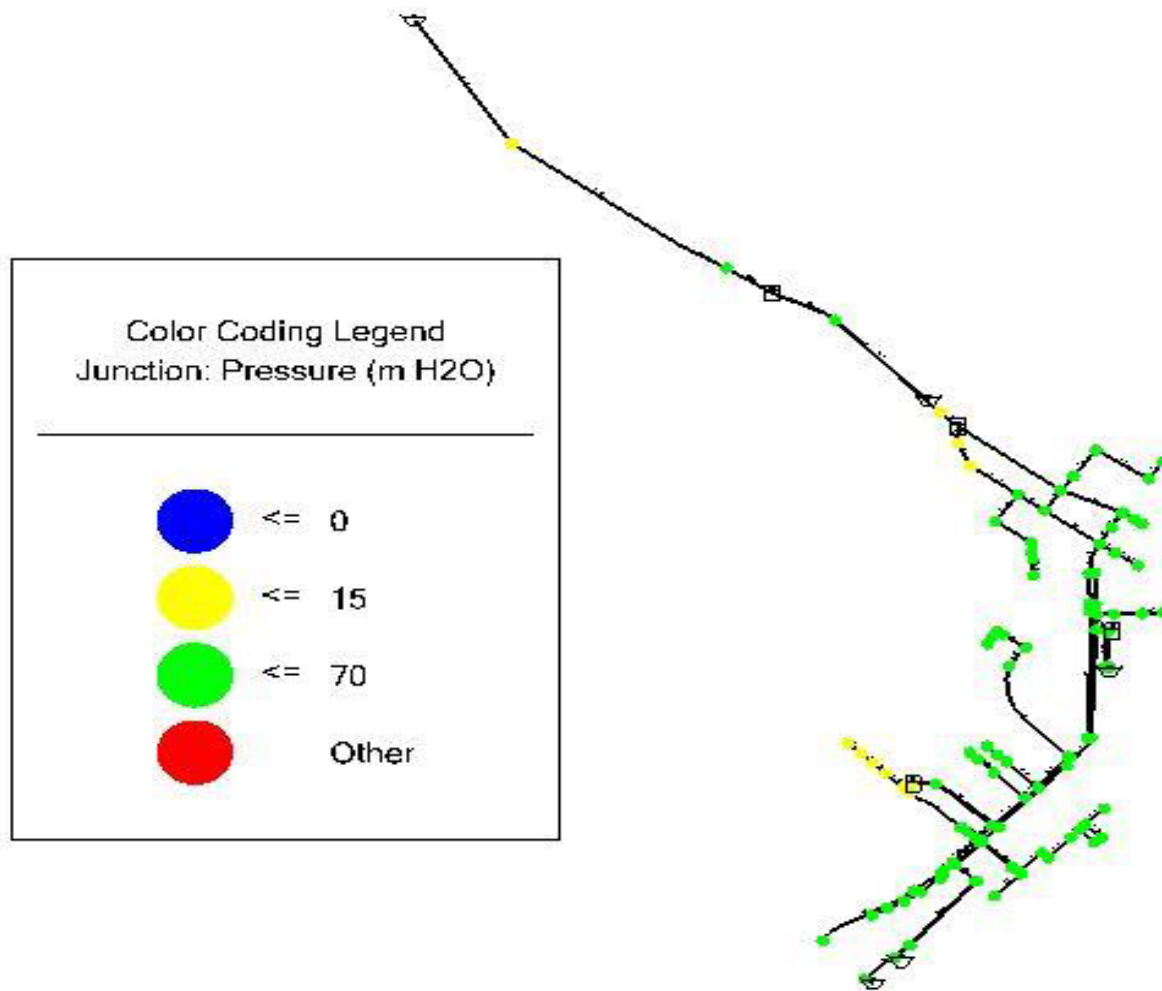 Color Coding Legend
Junction: Pressure (m H2O)
<= 0
<= 15
<= 70
Other